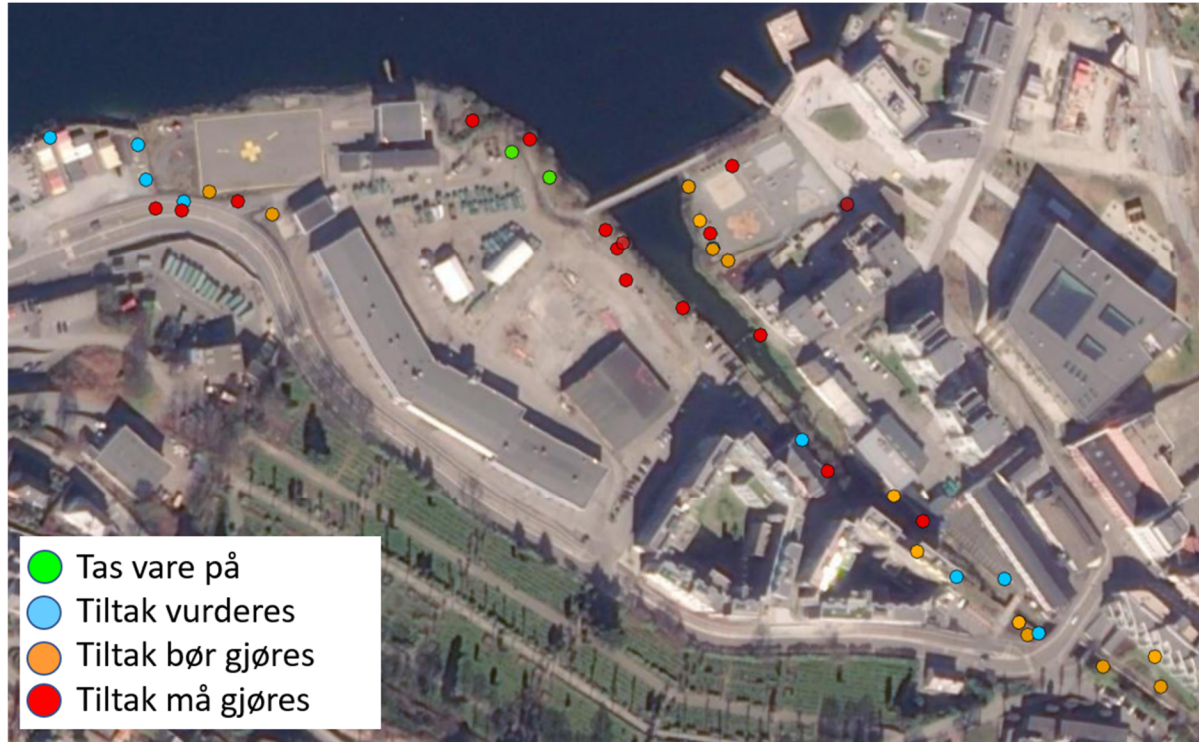 Tas vare på
Tiltak vurderes
Tiltak bør gjøres
Tiltak må gjøres